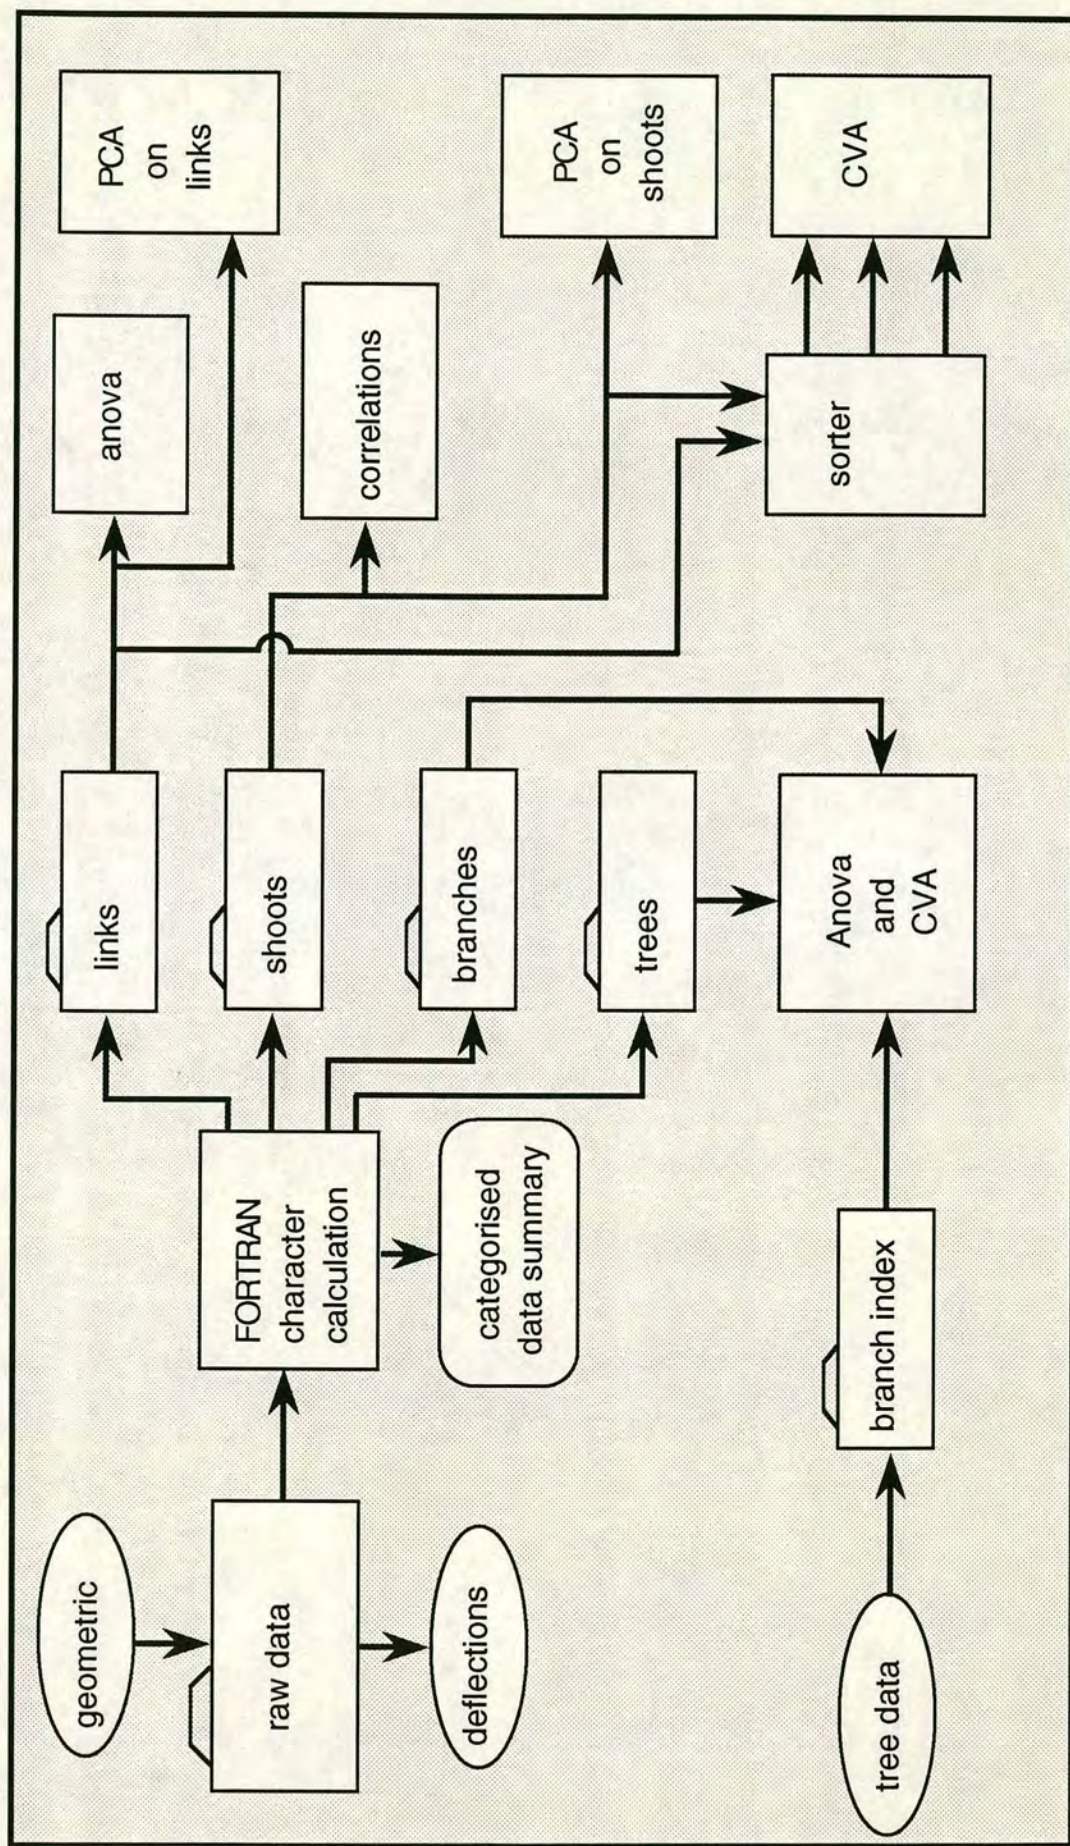 geometric
raw data
deflections
tree data
FORTRAN
character
calculation
categorised
data summary
branch index
links
shoots
branches
trees
Anova
and
CVA
anova
correlations
sorter
PCA
on
links
PCA
on
shoots
CVA